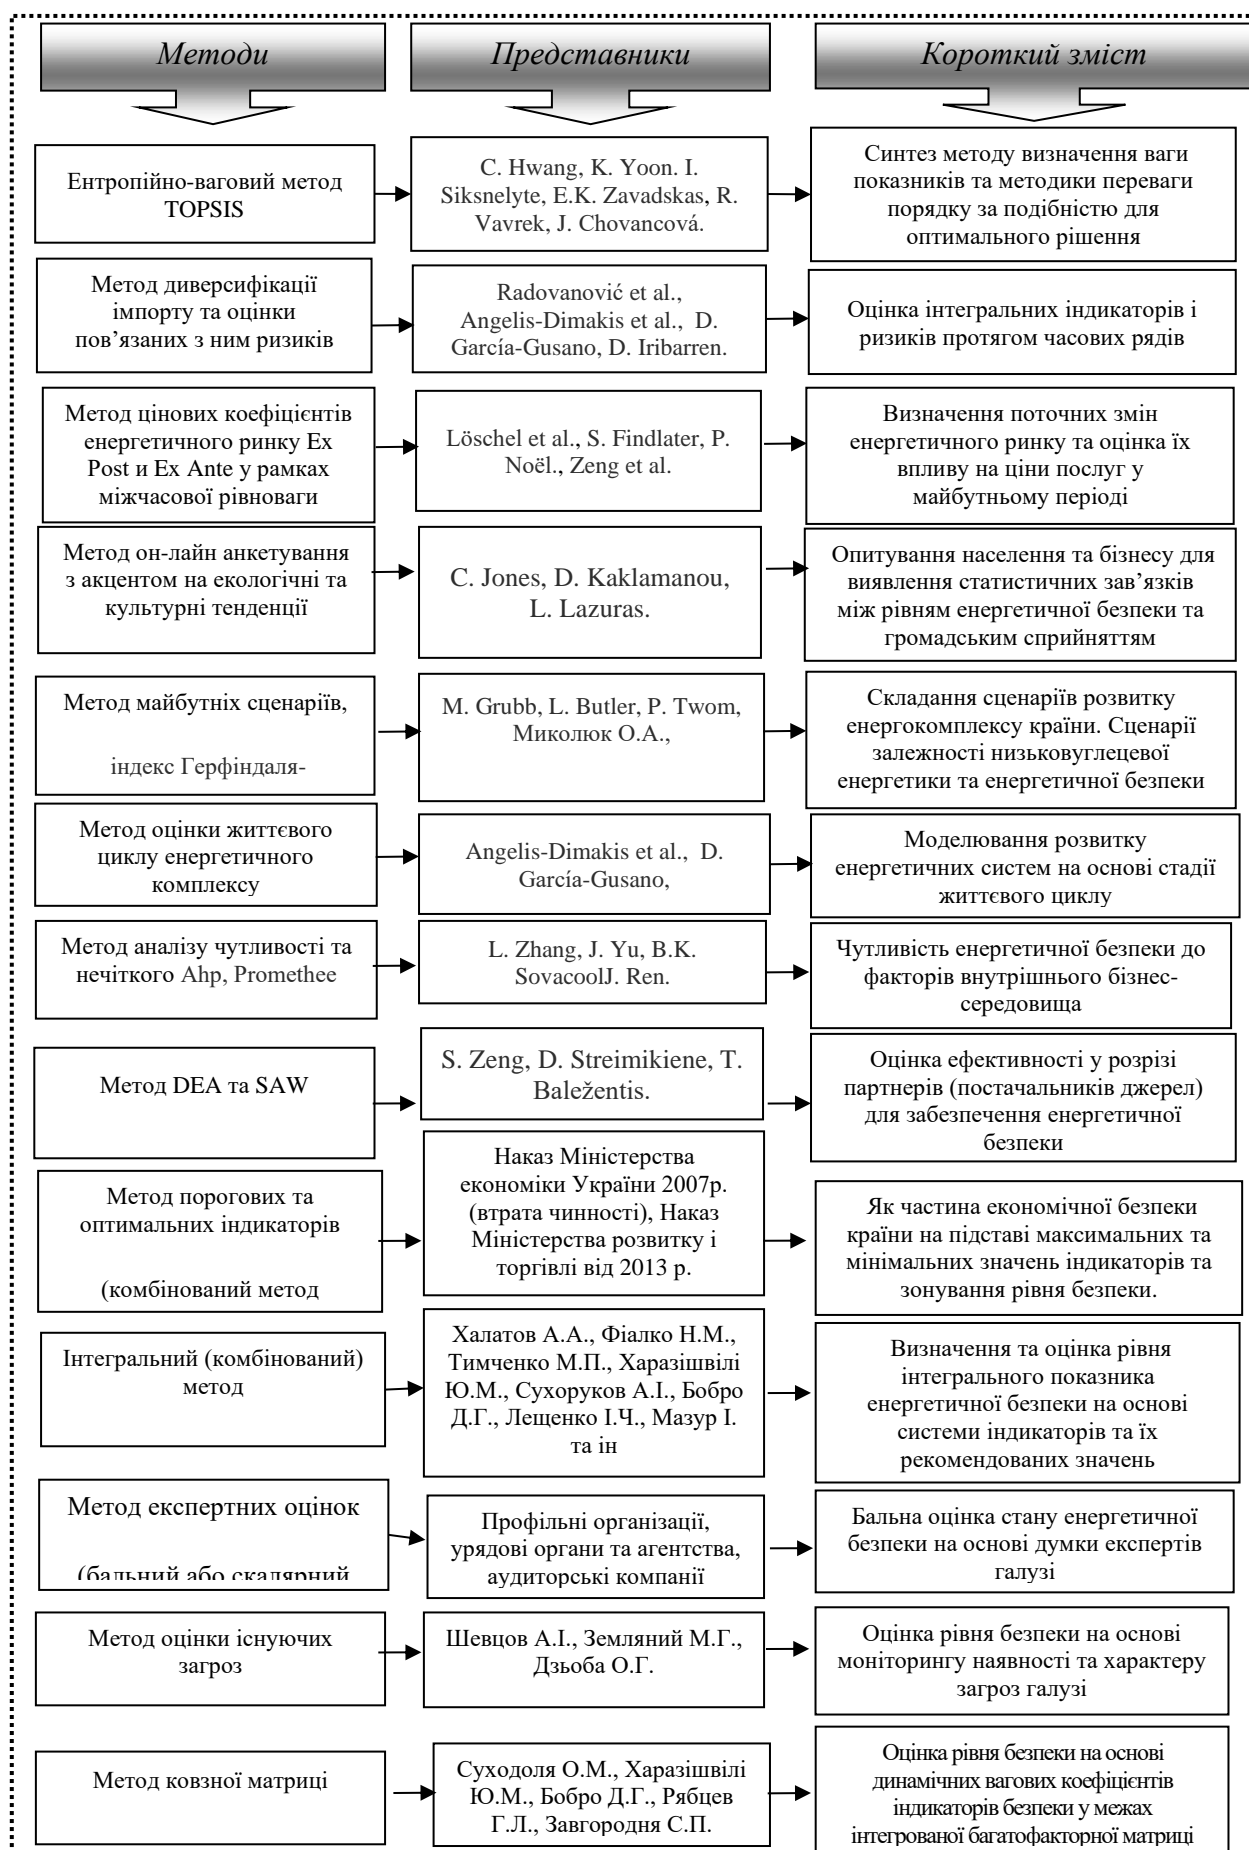 Методи
Представники
Короткий зміст
Ентропійно-ваговий метод
TOPSIS
C. Hwang, K. Yoon. I.
Siksnelyte, E.K. Zavadskas, R.
Vavrek, J. Chovancová.
Синтез методу визначення ваги
показників та методики переваги
порядку за подібністю для
оптимального рішення
Метод диверсифікації
імпорту та оцінки
пов’язаних з ним ризиків
Radovanović et al.,
Angelis-Dimakis et al., D.
García-Gusano, D. Iribarren.
Оцінка інтегральних індикаторів і
ризиків протягом часових рядів
Метод цінових коефіцієнтів
енергетичного ринку Ex
Post и Ex Ante у рамках
міжчасової рівноваги
Löschel et al., S. Findlater, P.
Noël., Zeng et al.
Визначення поточних змін
енергетичного ринку та оцінка їх
впливу на ціни послуг у
майбутньому періоді
Метод он-лайн анкетування
з акцентом на екологічні та
культурні тенденції
C. Jones, D. Kaklamanou,
L. Lazuras.
Опитування населення та бізнесу для
виявлення статистичних зав’язків
між рівням енергетичної безпеки та
громадським сприйняттям
Метод майбутніх сценаріїв,
індекс Герфіндаля-
M. Grubb, L. Butler, P. Twom,
Миколюк О.А.,
Складання сценаріїв розвитку
енергокомплексу країни. Сценарії
залежності низьковуглецевої
енергетики та енергетичної безпеки
Метод оцінки життєвого
циклу енергетичного
комплексу
Angelis-Dimakis et al., D.
García-Gusano,
Моделювання розвитку
енергетичних систем на основі стадії
життєвого циклу
Метод аналізу чутливості та
нечіткого Ahp, Promethee
L. Zhang, J. Yu, B.K.
SovacoolJ. Ren.
Чутливість енергетичної безпеки до
факторів внутрішнього бізнес-
середовища
Метод DEA та SAW
S. Zeng, D. Streimikiene, T.
Baležentis.
Оцінка ефективності у розрізі
партнерів (постачальників джерел)
для забезпечення енергетичної
безпеки
Метод порогових та
оптимальних індикаторів
(комбінований метод
Наказ Міністерства
економіки України 2007р.
(втрата чинності), Наказ
Міністерства розвитку і
торгівлі від 2013 р.
Як частина економічної безпеки
країни на підставі максимальних та
мінімальних значень індикаторів та
зонування рівня безпеки.
Інтегральний (комбінований)
метод
Халатов А.А., Фіалко Н.М.,
Тимченко М.П., Харазішвілі
Ю.М., Сухоруков А.І., Бобро
Д.Г., Лещенко І.Ч., Мазур І.
та ін
Визначення та оцінка рівня
інтегрального показника
енергетичної безпеки на основі
системи індикаторів та їх
рекомендованих значень
Метод експертних оцінок
(бальний або скалярний
Профільні організації,
урядові органи та агентства,
аудиторські компанії
Бальна оцінка стану енергетичної
безпеки на основі думки експертів
галузі
Метод оцінки існуючих
загроз
Шевцов А.І., Земляний М.Г.,
Дзьоба О.Г.
Оцінка рівня безпеки на основі
моніторингу наявності та характеру
загроз галузі
Метод ковзної матриці
Суходоля О.М., Харазішвілі
Ю.М., Бобро Д.Г., Рябцев
Г.Л., Завгородня С.П.
Оцінка рівня безпеки на основі
динамічних вагових коефіцієнтів
індикаторів безпеки у межах
інтегрованої багатофакторної матриці